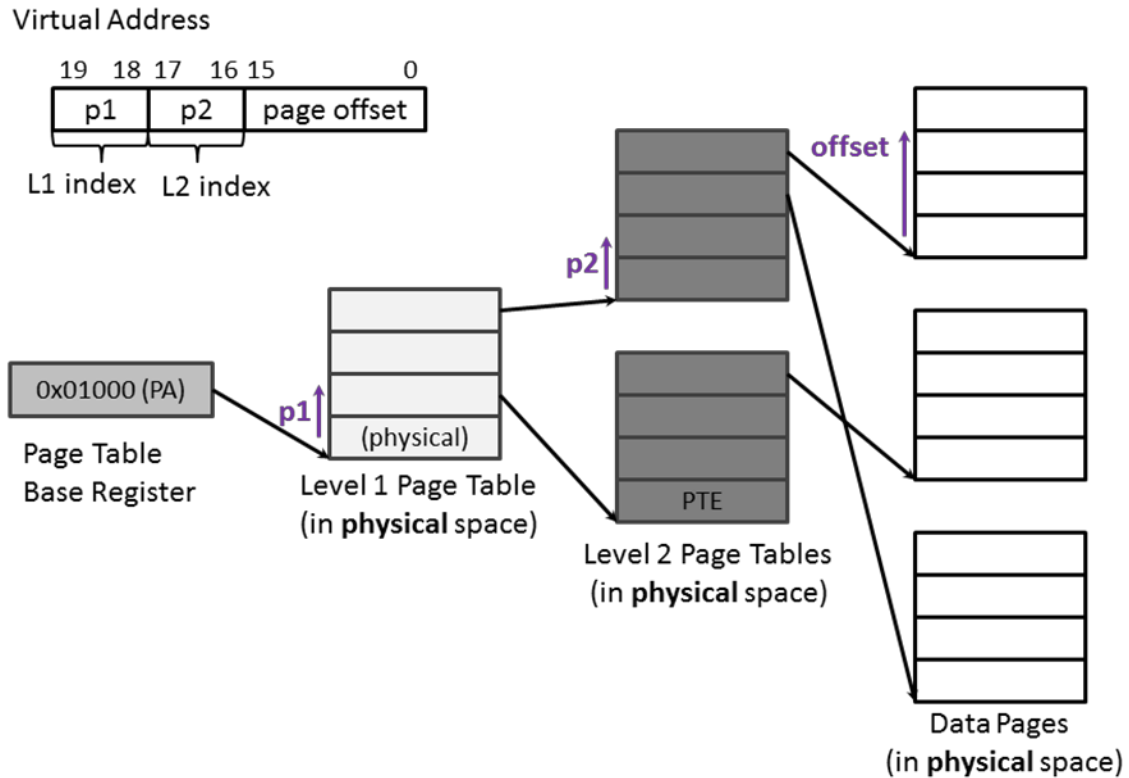 Virtual Address
19 18 17 16 15 0
p1 p2 page offset
L1 index L2 index
offset
p2
0x01000 (PA)
p1
(physical)
Page Table
Base Register
Level 1 Page Table
(in physical space)
PTE
Level 2 Page Tables
(in physical space)
Data Pages
(in physical space)